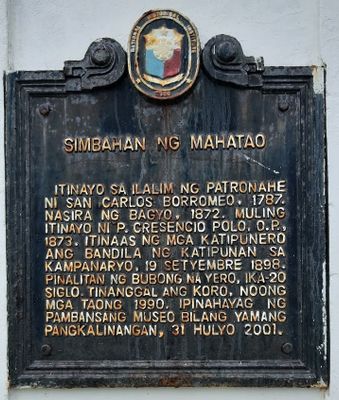 SIMBAHAN NG MAHATAO
ITINAYO SA ILALIM NG PATRONAHE
NI SAN CARLOS BORROMEO, 1787.
NASIRA NG BAGYO, 1872. MULING
ITINAYO NI P. CRESENCIO POLO, O.P.,
1873. ITINAAS NG MGA KATIPUNERO
ANG BANDILA NG KATIPUNAN SA
KAMPANARYO, 19 SETYEMBRE 1898.
PINALITAN NG BUBONG NA YERO, IKA-20
SIGLO. TINANGGAL ANG KORO, NOONG
MGA TAONG 1990. IPINAHAYAG NG
PAMBANSANG MUSEO BILANG YAMANG
PANGKALINANGAN, 31 HULYO 2001.